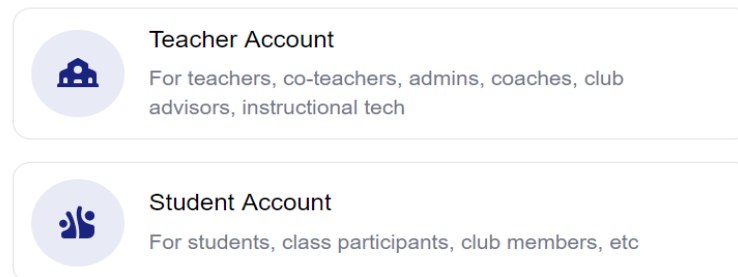 Teacher Account
For teachers, co-teachers, admins, coaches, club
advisors, instructional tech
Student Account
For students, class participants, club members, etc